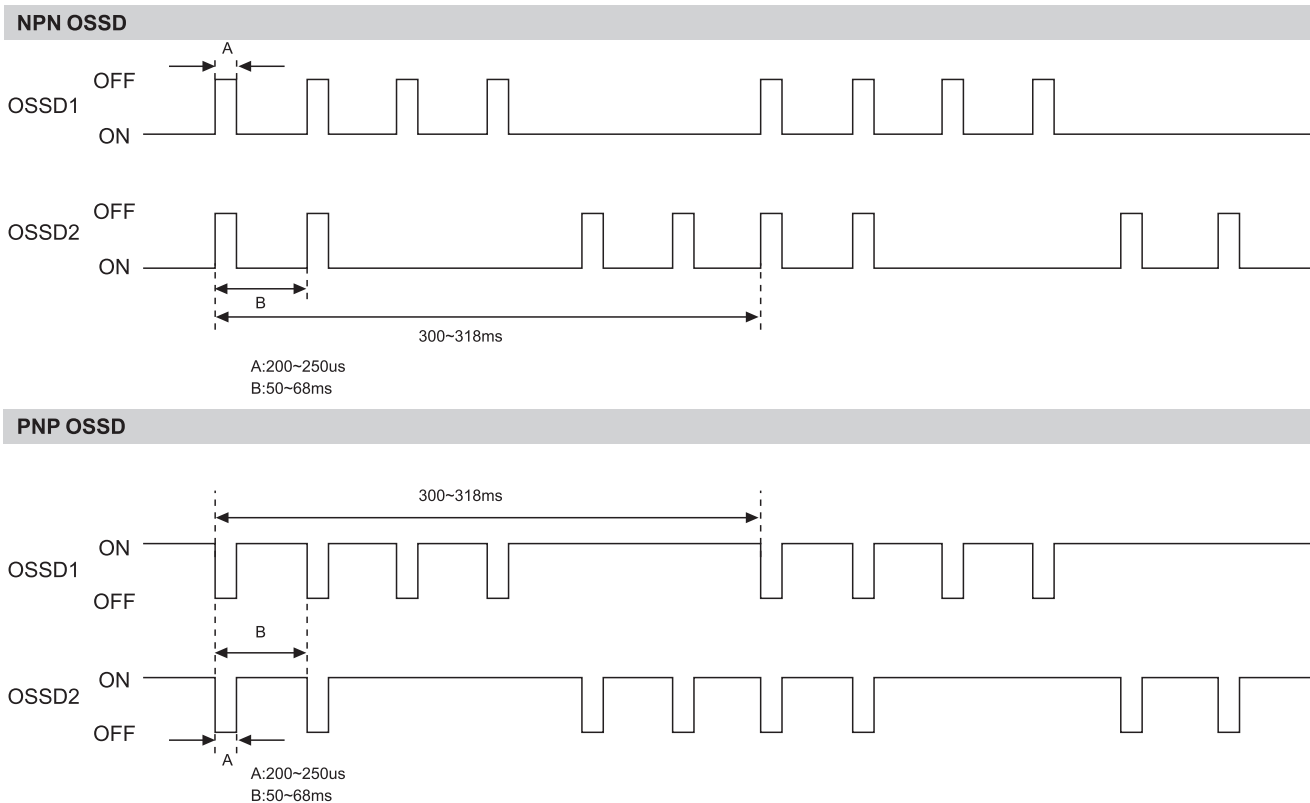 NPN OSSD
A
OFF
OSSD1
ON
OFF
OSSD2
ON
B
300~318ms
A:200~250us
B:50~68ms
PNP OSSD
300~318ms
ON
OSSD1
OFF
B
ON
OSSD2
OFF
A
A:200~250us
B:50~68ms